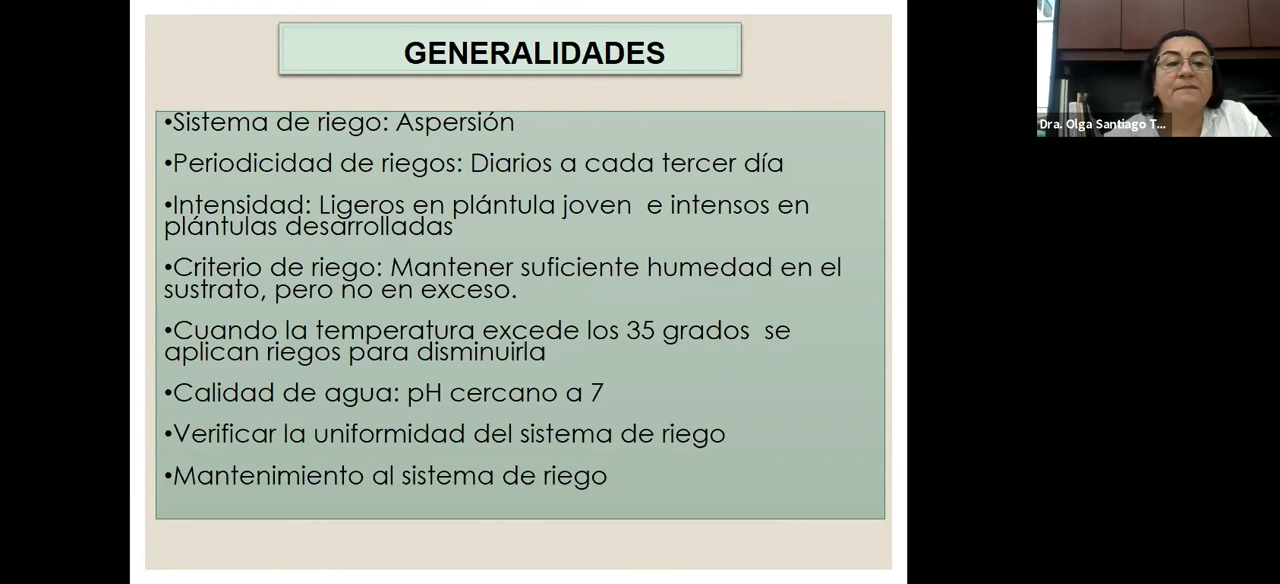 GENERALIDADES
•Sistema de riego: Aspersión
•Periodicidad de riegos: Diarios a cada tercer día
•Intensidad: Ligeros en plántula joven e intensos en
plántulas desarrolladas
•Criterio de riego: Mantener suficiente humedad en el
sustrato, pero no en exceso.
•Cuando la temperatura excede los 35 grados se
aplican riegos para disminuirla
•Calidad de agua: pH cercano a 7
•Verificar la uniformidad del sistema de riego
•Mantenimiento al sistema de riego
Dra. Olga Santiago T...